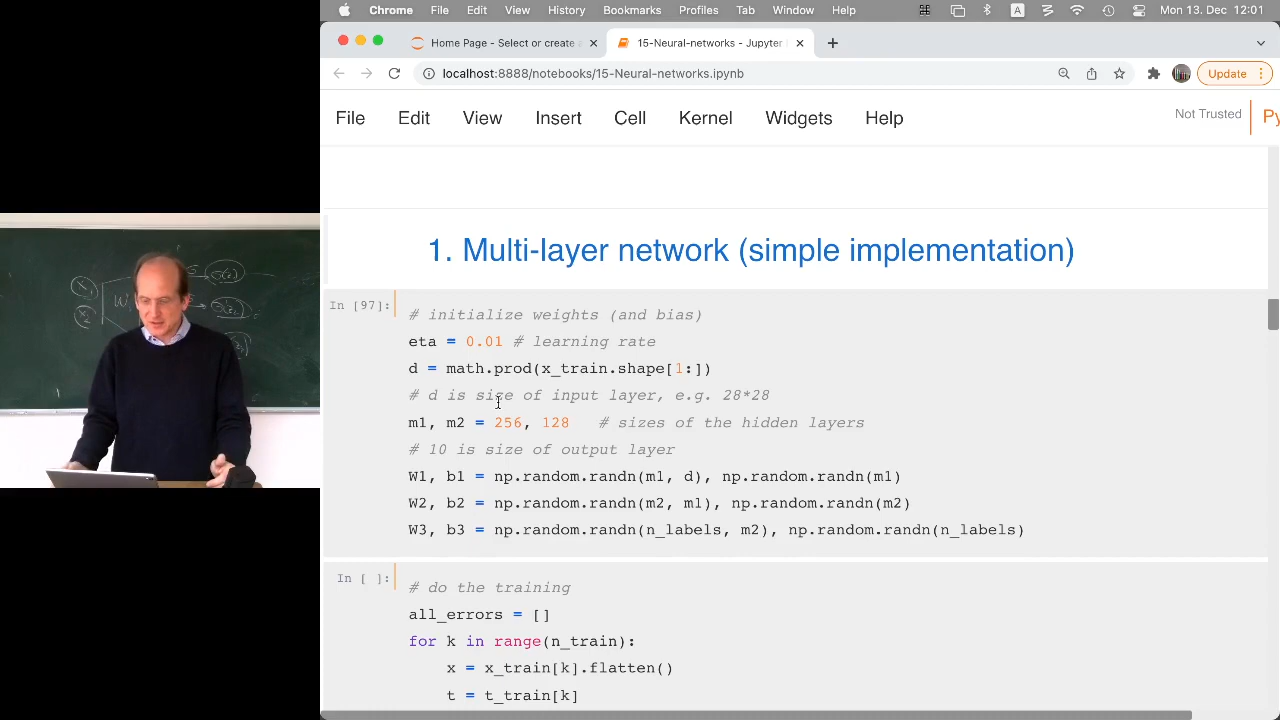 Chrome File Edit View History Bookmarks Profiles Tab Window Help A Mon 13. Dec 12:01
Home Page - Select or create a 15-Neural-networks - Jupyter
localhost:8888/notebooks/15-Neural-networks.ipynb Update
File Edit View Insert Cell Kernel Widgets Help Not Trusted Py
1. Multi-layer network (simple implementation)
In [97]:
# initialize weights (and bias)
eta = 0.01 # learning rate
d = math.prod(x_train.shape[1:])
# d is size of input layer, e.g. 28*28
m1, m2 = 256, 128 # sizes of the hidden layers
# 10 is size of output layer
W1, b1 = np.random.randn(m1, d), np.random.randn(m1)
W2, b2 = np.random.randn(m2, m1), np.random.randn(m2)
W3, b3 = np.random.randn(n_labels, m2), np.random.randn(n_labels)
In [ ]:
# do the training
all_errors = []
for k in range(n_train):
x = x_train[k].flatten()
t = t_train[k]